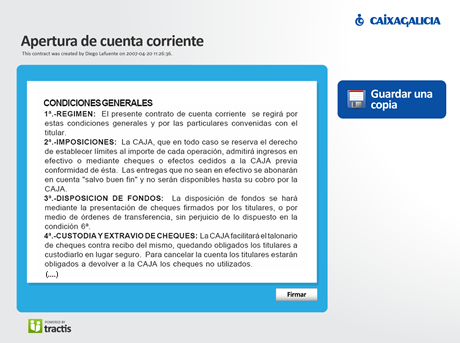 CAIXAGALICIA
Apertura de cuenta corriente
This contract was created by Diego Lafuente on 2007-04-20 11:26:36.
Guardar una
copia
CONDICIONES GENERALES
1ª.-REGIMEN: El presente contrato de cuenta corriente se regirá por
estas condiciones generales y por las particulares convenidas con el
titular.
2ª.-IMPOSICIONES: La CAJA, que en todo caso se reserva el derecho
de establecer límites al importe de cada operación, admitirá ingresos en
efectivo o mediante cheques o efectos cedidos a la CAJA previa
conformidad de ésta. Las entregas que no sean en efectivo se abonarán
en cuenta "salvo buen fin" y no serán disponibles hasta su cobro por la
CAJA.
3ª.-DISPOSICION DE FONDOS: La disposición de fondos se hará
mediante la presentación de cheques firmados por los titulares, o por
medio de órdenes de transferencia, sin perjuicio de lo dispuesto en la
condición 6ª.
4ª.-CUSTODIA Y EXTRAVIO DE CHEQUES: La CAJA facilitará el talonario
de cheques contra recibo del mismo, quedando obligados los titulares a
custodiarlo en lugar seguro. Para cancelar la cuenta los titulares estarán
obligados a devolver a la CAJA los cheques no utilizados.
(....)
Firmar
POWERED BY
tractis